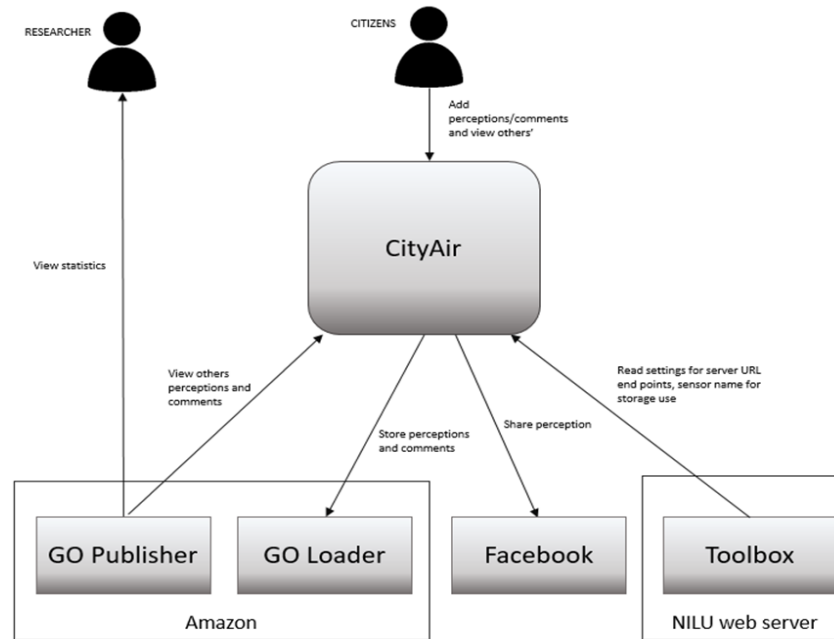 RESEARCHER
CITIZENS
Add
perceptions/comments
and view others'
CityAir
View statistics
View others
perceptions and
comments
Store perceptions
and comments
Share perception
Read settings for server URL
end points, sensor name for
storage use
GO Publisher
GO Loader
Facebook
Toolbox
Amazon
NILU web server